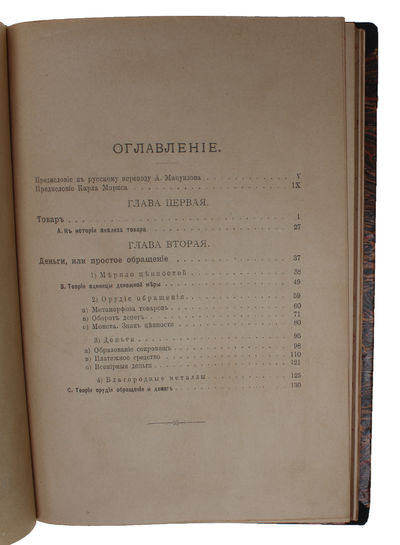 ОГЛАВЛЕНІЕ.
Предисловіе къ русскому переводу А. Мануилова V
Предисловіе Карла Маркса IX
ГЛАВА ПЕРВАЯ.
Товаръ 1
А. Къ исторіи анализа товара 27
ГЛАВА ВТОРАЯ.
Деньги, или простое обращеніе 37
1) Мѣрило цѣнностей 38
В. Теоріи единицы денежной мѣры 49
2) Орудіе обращенія 59
а) Метаморфоза товаровъ 60
в) Оборотъ денегъ 71
с) Монета. Знакъ цѣнности 80
3) Деньги 95
а) Образованіе сокровищъ 98
в) Платежное средство 110
с) Всемірныя деньги 121
4) Благородные металлы 125
С. Теоріи орудія обращенія и денегъ 130